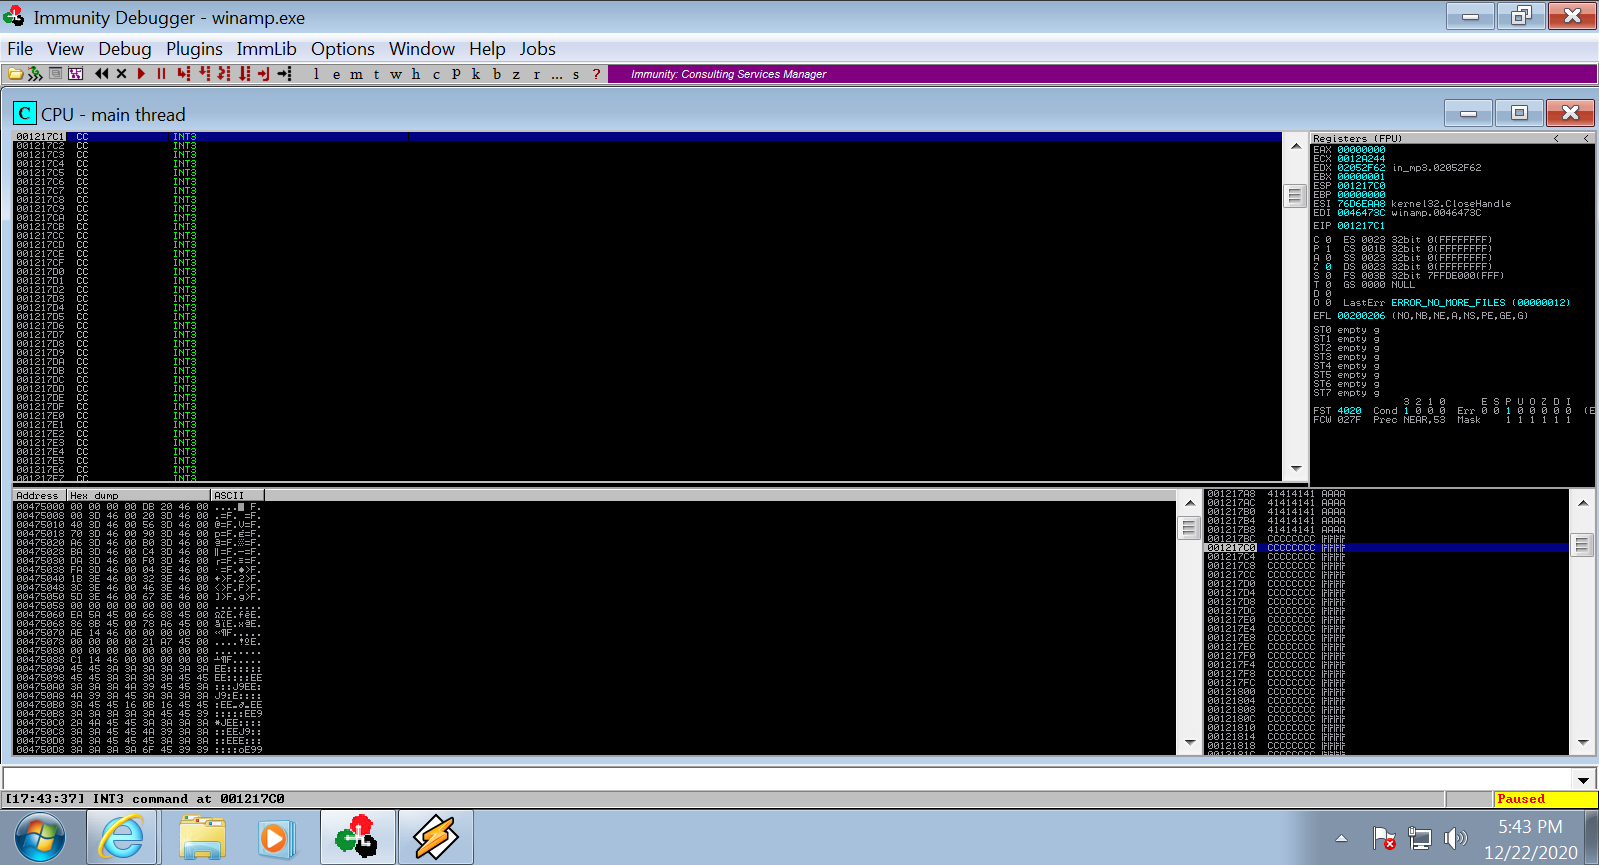 Immunity Debugger - winamp.exe
File View Debug Plugins ImmLib Options Window Help Jobs
l e m t w h c p k b z r ... s ?
Immunity: Consulting Services Manager
C CPU - main thread
001217C1 CC INT3
001217C2 CC INT3
001217C3 CC INT3
001217C4 CC INT3
001217C5 CC INT3
001217C6 CC INT3
001217C7 CC INT3
001217C8 CC INT3
001217C9 CC INT3
001217CA CC INT3
001217CB CC INT3
001217CC CC INT3
001217CD CC INT3
001217CE CC INT3
001217CF CC INT3
001217D0 CC INT3
001217D1 CC INT3
001217D2 CC INT3
001217D3 CC INT3
001217D4 CC INT3
001217D5 CC INT3
001217D6 CC INT3
001217D7 CC INT3
001217D8 CC INT3
001217D9 CC INT3
001217DA CC INT3
001217DB CC INT3
001217DC CC INT3
001217DD CC INT3
001217DE CC INT3
001217DF CC INT3
001217E0 CC INT3
001217E1 CC INT3
001217E2 CC INT3
001217E3 CC INT3
001217E4 CC INT3
001217E5 CC INT3
001217E6 CC INT3
001217E7 CC INT3
Registers (FPU) < <
EAX 00000000
ECX 0012A244
EDX 02052F62 in_mp3.02052F62
EBX 00000001
ESP 001217C0
EBP 00000000
ESI 76D6EAA8 kernel32.CloseHandle
EDI 0046473C winamp.0046473C
EIP 001217C1
C 0 ES 0023 32bit 0(FFFFFFFF)
P 1 CS 001B 32bit 0(FFFFFFFF)
A 0 SS 0023 32bit 0(FFFFFFFF)
Z 0 DS 0023 32bit 0(FFFFFFFF)
S 0 FS 003B 32bit 7FFDE000(FFF)
T 0 GS 0000 NULL
D 0
O 0 LastErr ERROR_NO_MORE_FILES (00000012)
EFL 00200206 (NO,NB,NE,A,NS,PE,GE,G)
ST0 empty g
ST1 empty g
ST2 empty g
ST3 empty g
ST4 empty g
ST5 empty g
ST6 empty g
ST7 empty g
3 2 1 0 E S P U O Z D I
FST 4020 Cond 1 0 0 0 Err 0 0 1 0 0 0 0 0 (E
FCW 027F Prec NEAR,53 Mask 1 1 1 1 1 1
Address Hex dump ASCII
00475000 00 00 00 00 DB 20 46 00
00475008 00 3D 46 00 20 3D 46 00 .=F. =F.
00475010 40 3D 46 00 56 3D 46 00 @=F.V=F.
00475018 70 3D 46 00 90 3D 46 00 p=F.É=F.
00475020 A6 3D 46 00 B0 3D 46 00 ª=F.░=F.
00475028 BA 3D 46 00 C4 3D 46 00 ║=F.─=F.
00475030 DA 3D 46 00 F0 3D 46 00 ┌=F.≡=F.
00475038 FA 3D 46 00 04 3E 46 00 ·=F.♦>F.
00475040 1B 3E 46 00 32 3E 46 00 ←>F.2>F.
00475048 3C 3E 46 00 46 3E 46 00 <>F.F>F.
00475050 5D 3E 46 00 67 3E 46 00 ]>F.g>F.
00475058 00 00 00 00 00 00 00 00 ........
00475060 EA 5A 45 00 66 88 45 00 ΩZE.fêE.
00475068 86 8B 45 00 78 A6 45 00 åïE.xªE.
00475070 AE 14 46 00 00 00 00 00 «¶F.....
00475078 00 00 00 00 21 A7 45 00 ....!ºE.
00475080 00 00 00 00 00 00 00 00 ........
00475088 C1 14 46 00 00 00 00 00 ┴¶F.....
00475090 45 45 3A 3A 3A 3A 3A 3A EE::::::
00475098 45 45 3A 3A 3A 3A 45 45 EE::::EE
004750A0 3A 3A 3A 4A 39 45 45 3A :::J9EE:
004750A8 4A 39 3A 45 3A 3A 3A 3A J9:E::::
004750B0 3A 45 45 16 0B 16 45 45 :EE▬♂▬EE
004750B8 3A 3A 3A 3A 3A 45 45 39 :::::EE9
004750C0 2A 4A 45 45 3A 3A 3A 3A *JEE::::
004750C8 3A 3A 45 45 4A 39 3A 3A ::EEJ9::
004750D0 3A 3A 45 45 45 3A 3A 3A ::EEE:::
004750D8 3A 3A 3A 3A 6F 45 39 39 ::::oE99
001217A8 41414141 AAAA
001217AC 41414141 AAAA
001217B0 41414141 AAAA
001217B4 41414141 AAAA
001217B8 41414141 AAAA
001217BC CCCCCCCC ╠╠╠╠
001217C0 CCCCCCCC ╠╠╠╠
001217C4 CCCCCCCC ╠╠╠╠
001217C8 CCCCCCCC ╠╠╠╠
001217CC CCCCCCCC ╠╠╠╠
001217D0 CCCCCCCC ╠╠╠╠
001217D4 CCCCCCCC ╠╠╠╠
001217D8 CCCCCCCC ╠╠╠╠
001217DC CCCCCCCC ╠╠╠╠
001217E0 CCCCCCCC ╠╠╠╠
001217E4 CCCCCCCC ╠╠╠╠
001217E8 CCCCCCCC ╠╠╠╠
001217EC CCCCCCCC ╠╠╠╠
001217F0 CCCCCCCC ╠╠╠╠
001217F4 CCCCCCCC ╠╠╠╠
001217F8 CCCCCCCC ╠╠╠╠
001217FC CCCCCCCC ╠╠╠╠
00121800 CCCCCCCC ╠╠╠╠
00121804 CCCCCCCC ╠╠╠╠
00121808 CCCCCCCC ╠╠╠╠
0012180C CCCCCCCC ╠╠╠╠
00121810 CCCCCCCC ╠╠╠╠
00121814 CCCCCCCC ╠╠╠╠
00121818 CCCCCCCC ╠╠╠╠
0012181C CCCCCCCC ╠╠╠╠
[17:43:37] INT3 command at 001217C0
Paused
5:43 PM
12/22/2020